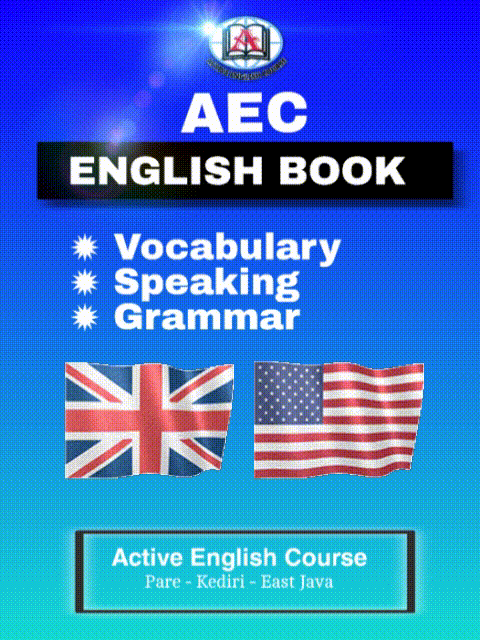 AEC
ENGLISH BOOK
Vocabulary
Speaking
Grammar
Active English Course
Pare - Kediri - East Java